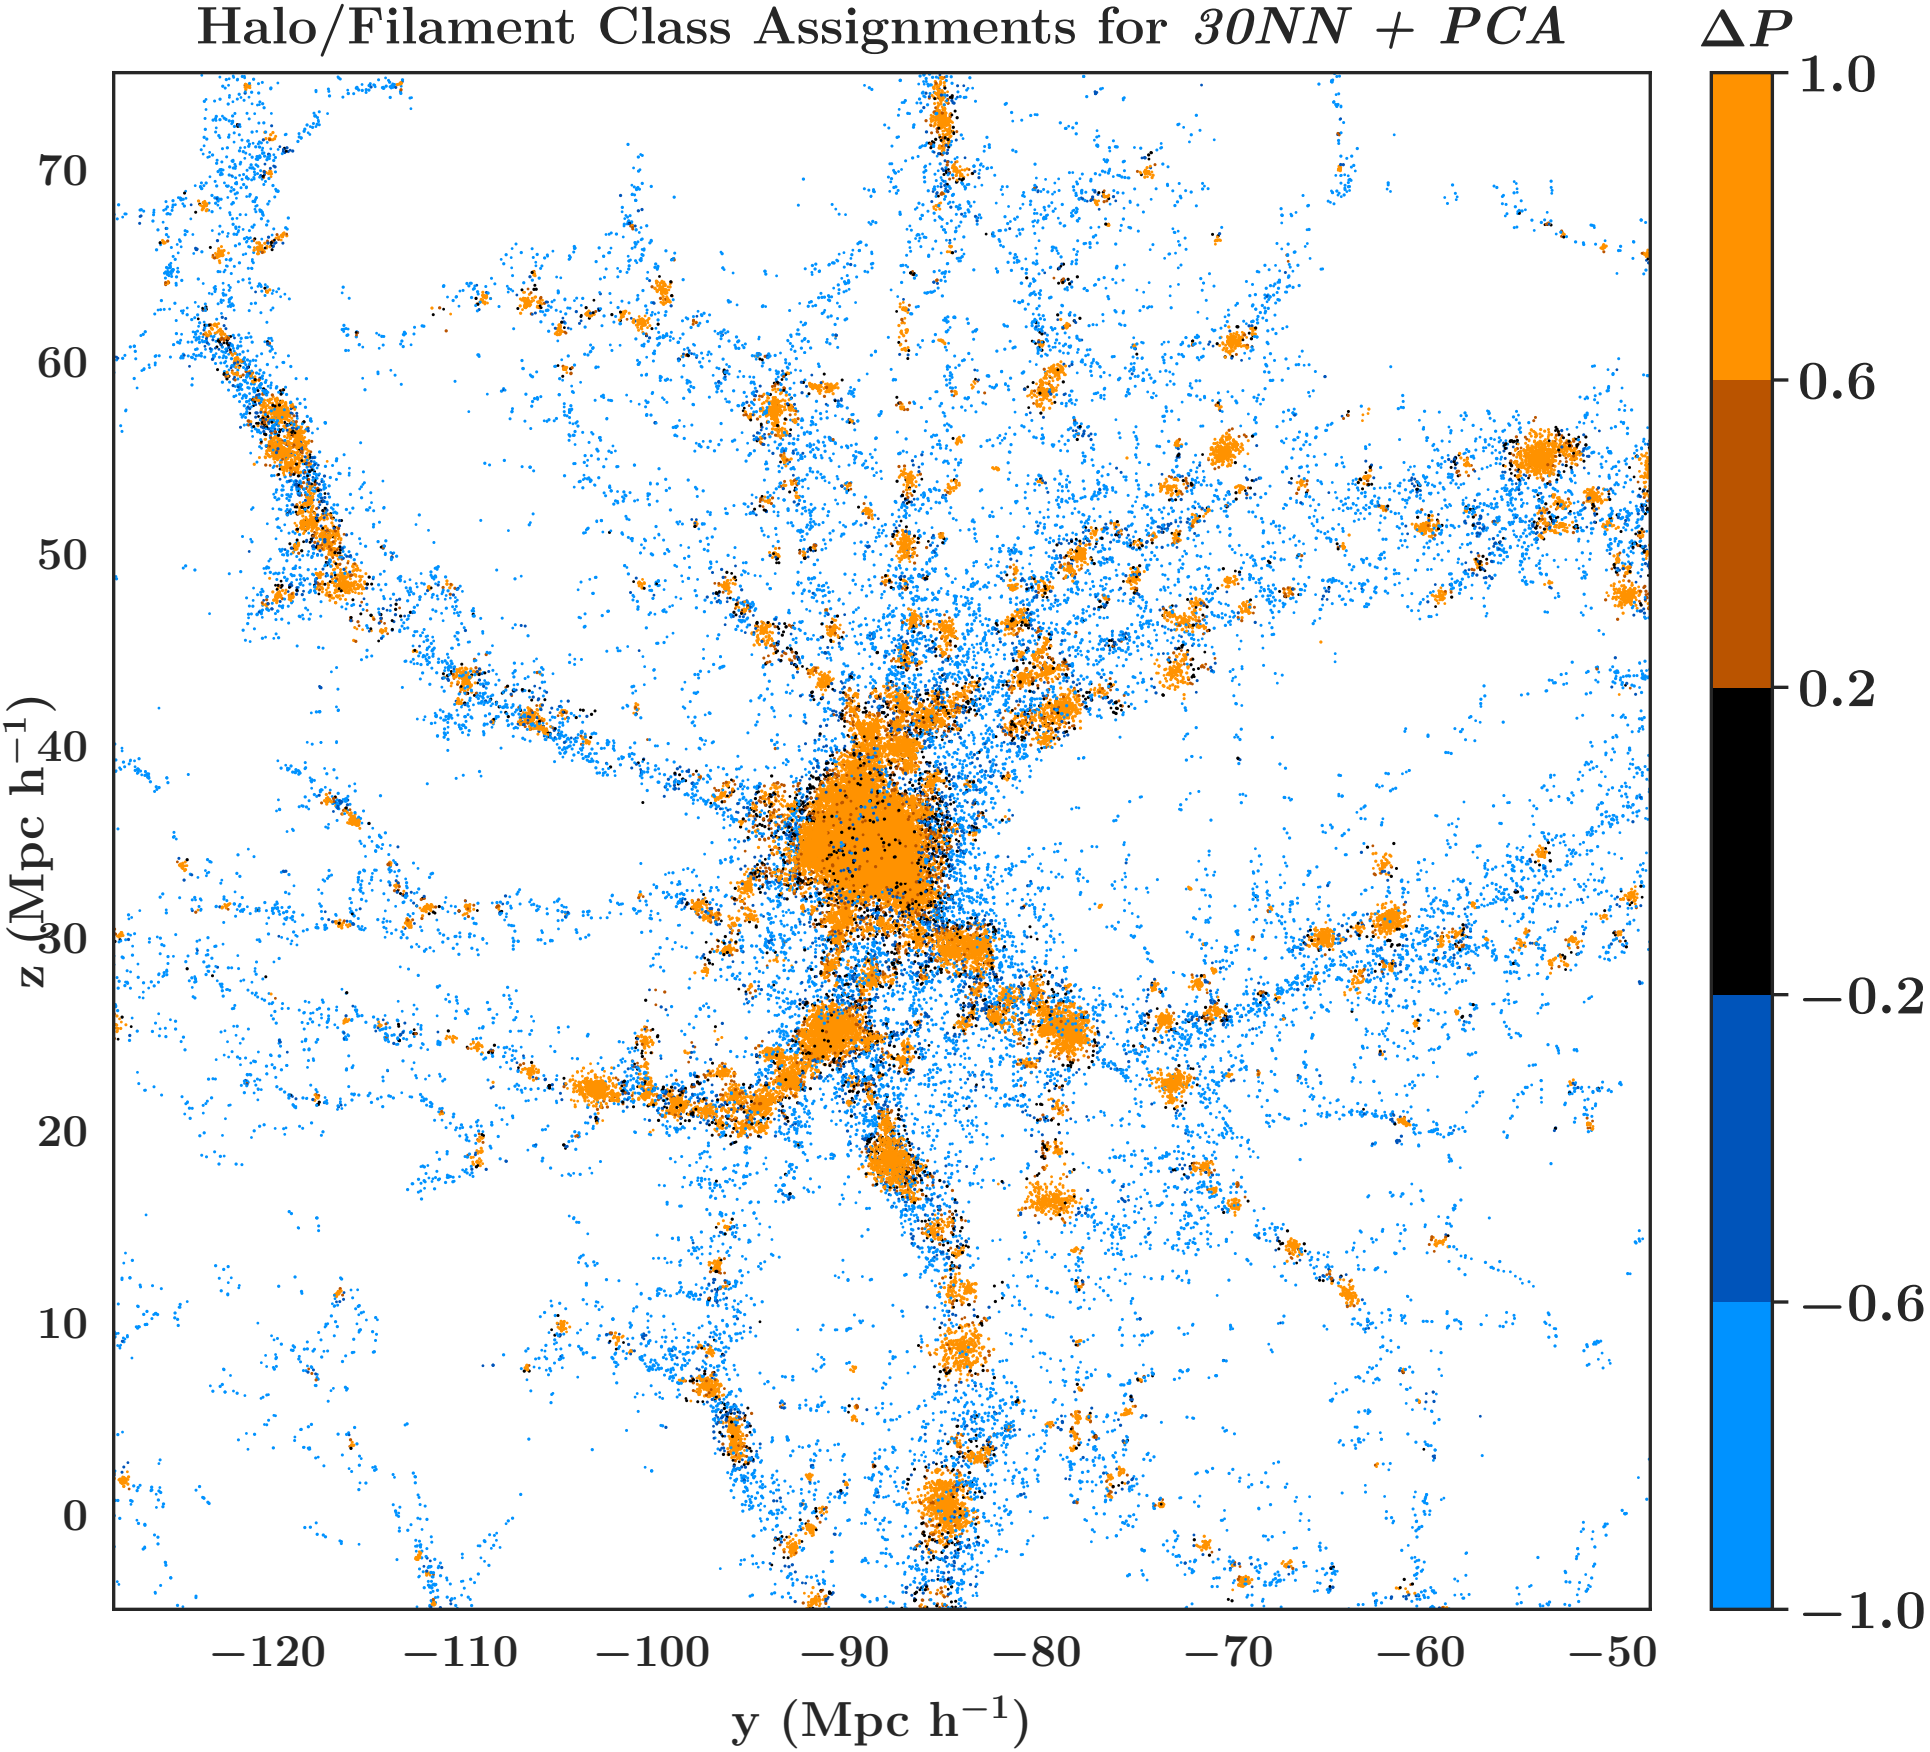 Halo/Filament Class Assignments for 30NN + PCA
ΔP
1.0
0.6
0.2
−0.2
−0.6
−1.0
z (Mpc h⁻¹)
70
60
50
40
30
20
10
0
−120 −110 −100 −90 −80 −70 −60 −50
y (Mpc h⁻¹)